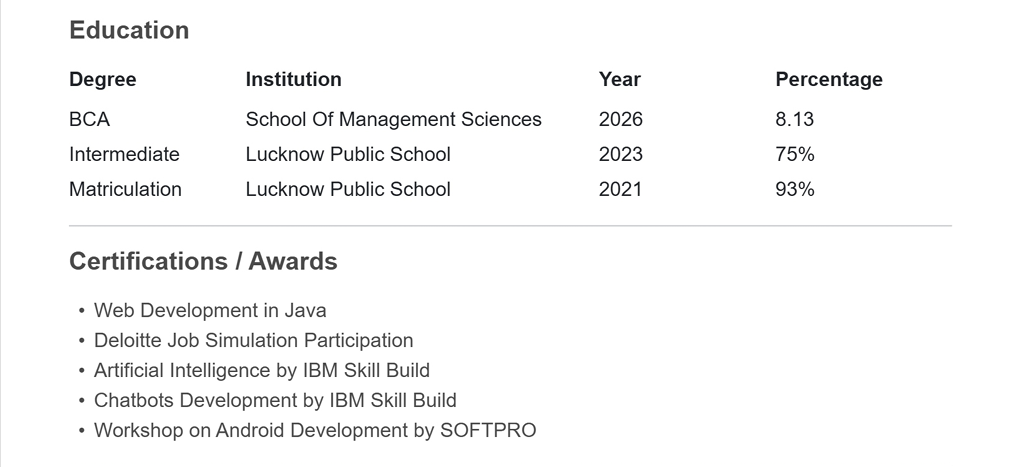 Education
Degree Institution Year Percentage
BCA School Of Management Sciences 2026 8.13
Intermediate Lucknow Public School 2023 75%
Matriculation Lucknow Public School 2021 93%
Certifications / Awards
• Web Development in Java
• Deloitte Job Simulation Participation
• Artificial Intelligence by IBM Skill Build
• Chatbots Development by IBM Skill Build
• Workshop on Android Development by SOFTPRO